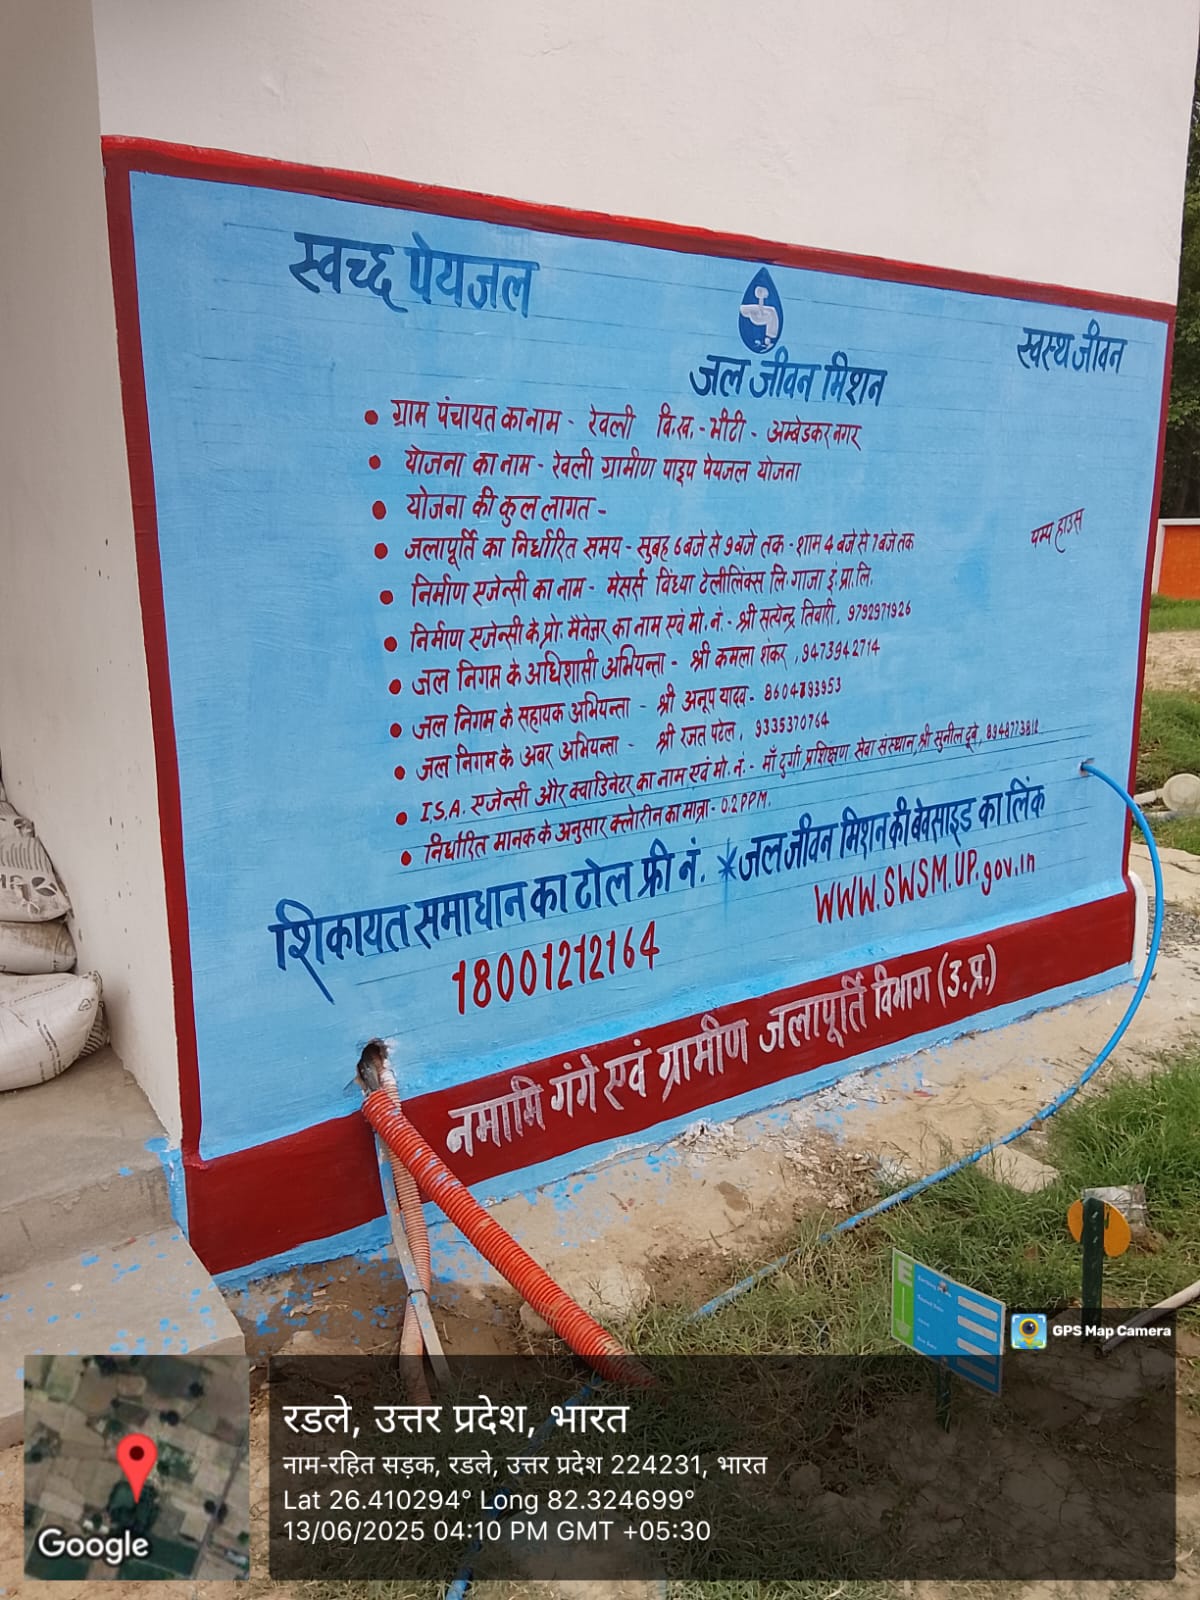 स्वच्छ पेयजल
स्वस्थ जीवन
जल जीवन मिशन
• ग्राम पंचायत का नाम - रेवली वि.ख. - भीटी - अम्बेडकर नगर
• योजना का नाम - रेवली ग्रामीण पाइप पेयजल योजना
• योजना की कुल लागत -
• जलापूर्ति का निर्धारित समय - सुबह 6 बजे से 9 बजे तक - शाम 4 बजे से 7 बजे तक
पम्प हाउस
• निर्माण एजेन्सी का नाम - मेसर्स विंध्या टेलीलिंक्स लि. गाजा इं.प्रा.लि.
• निर्माण एजेन्सी के प्रो. मैनेजर का नाम एवं मो. नं. - श्री सत्येन्द्र तिवारी, 9792971926
• जल निगम के अधिशासी अभियन्ता - श्री कमला शंकर, 9473942714
• जल निगम के सहायक अभियन्ता - श्री अनूप यादव - 8604793953
• जल निगम के अवर अभियन्ता - श्री रजत पटेल, 9335370764
• I.S.A. एजेन्सी और क्वाडिनेटर का नाम एवं मो. नं. - माँ दुर्गा प्रशिक्षण सेवा संस्थान, श्री सुनील दूबे,
• निर्धारित मानक के अनुसार क्लोरीन का मात्रा - 0.2 PPM.
शिकायत समाधान का टोल फ्री नं. *जल जीवन मिशन की बेवसाइड का लिंक
18001212164
WWW.SWSM.UP.gov.in
नमामि गंगे एवं ग्रामीण जलापूर्ति विभाग (उ.प्र.)
E
GPS Map Camera
रडले, उत्तर प्रदेश, भारत
नाम-रहित सड़क, रडले, उत्तर प्रदेश 224231, भारत
Lat 26.410294° Long 82.324699°
13/06/2025 04:10 PM GMT +05:30
Google